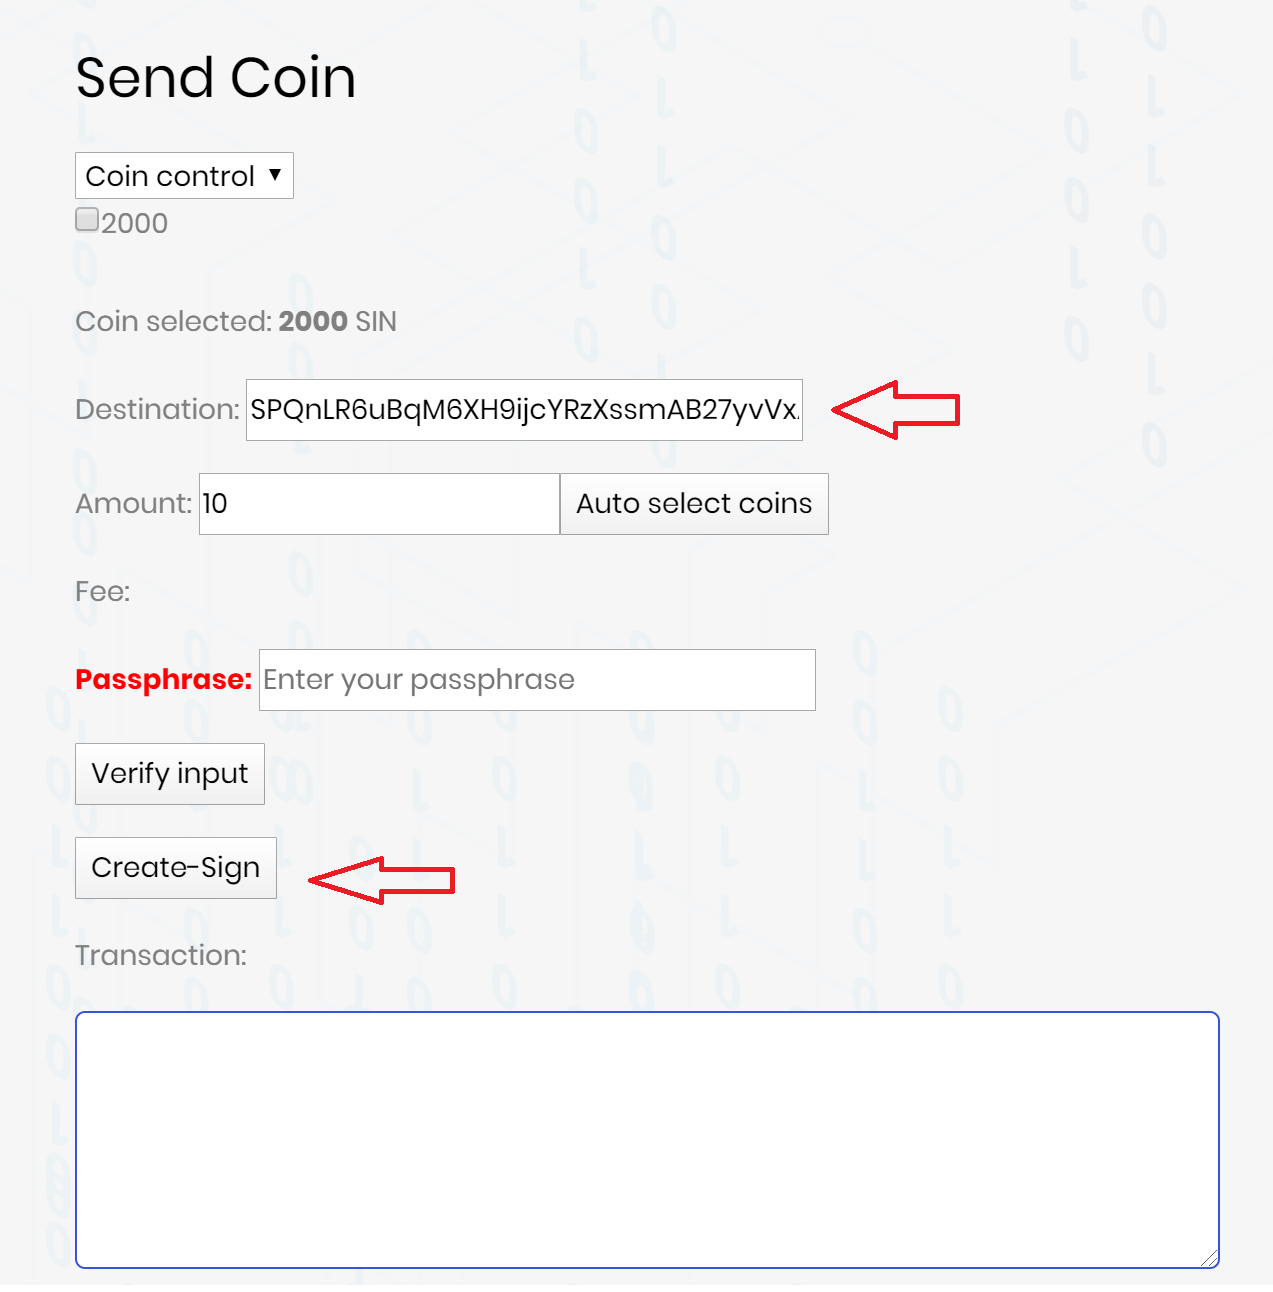 Send Coin
Coin control
2000
Coin selected: 2000 SIN
Destination: SPQnLR6uBqM6XH9ijcYRzXssmAB27yvVx
Amount: 10 Auto select coins
Fee:
Passphrase: Enter your passphrase
Verify input
Create-Sign
Transaction: